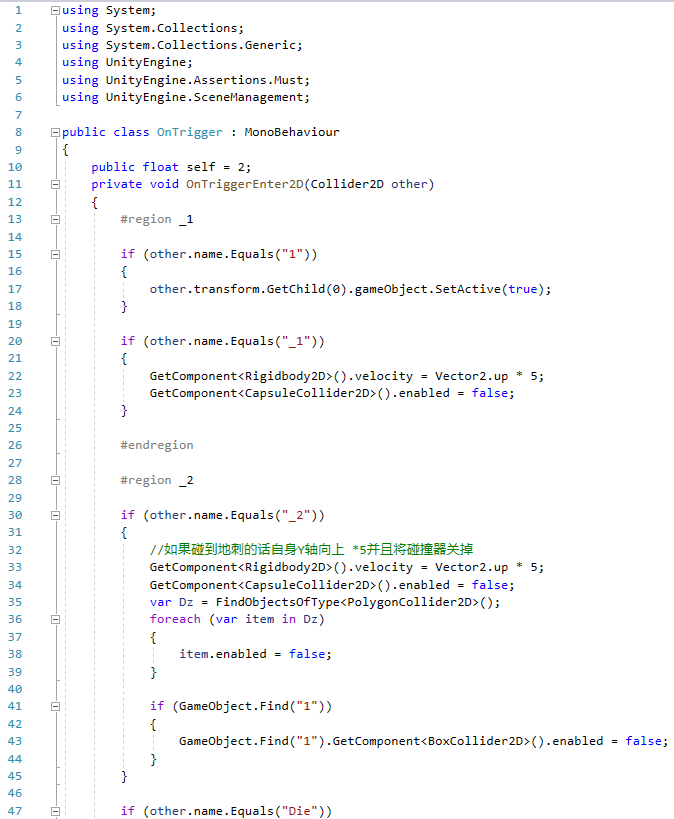 1 using System;
2 using System.Collections;
3 using System.Collections.Generic;
4 using UnityEngine;
5 using UnityEngine.Assertions.Must;
6 using UnityEngine.SceneManagement;
7
8 public class OnTrigger : MonoBehaviour
9 {
10 public float self = 2;
11 private void OnTriggerEnter2D(Collider2D other)
12 {
13 #region _1
14
15 if (other.name.Equals("1"))
16 {
17 other.transform.GetChild(0).gameObject.SetActive(true);
18 }
19
20 if (other.name.Equals("_1"))
21 {
22 GetComponent<Rigidbody2D>().velocity = Vector2.up * 5;
23 GetComponent<CapsuleCollider2D>().enabled = false;
24 }
25
26 #endregion
27
28 #region _2
29
30 if (other.name.Equals("_2"))
31 {
32 //如果碰到地刺的话自身Y轴向上 *5并且将碰撞器关掉
33 GetComponent<Rigidbody2D>().velocity = Vector2.up * 5;
34 GetComponent<CapsuleCollider2D>().enabled = false;
35 var Dz = FindObjectsOfType<PolygonCollider2D>();
36 foreach (var item in Dz)
37 {
38 item.enabled = false;
39 }
40
41 if (GameObject.Find("1"))
42 {
43 GameObject.Find("1").GetComponent<BoxCollider2D>().enabled = false;
44 }
45 }
46
47 if (other.name.Equals("Die"))